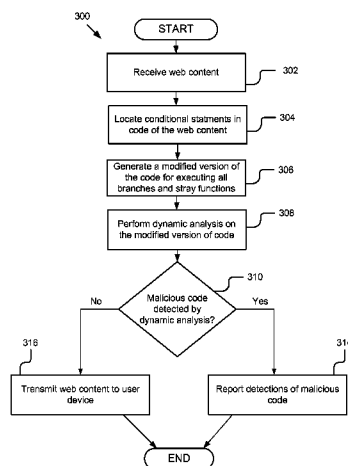 300
START
Receive web content
302
Locate conditional statments in
code of the web content
304
Generate a modified version of
the code for executing all
branches and stray functions
306
Perform dynamic analysis on
the modified version of code
308
310
Malicious code
detected by
dynamic analysis?
No
Yes
316
Transmit web content to user
device
31
Report detections of malicious
code
END